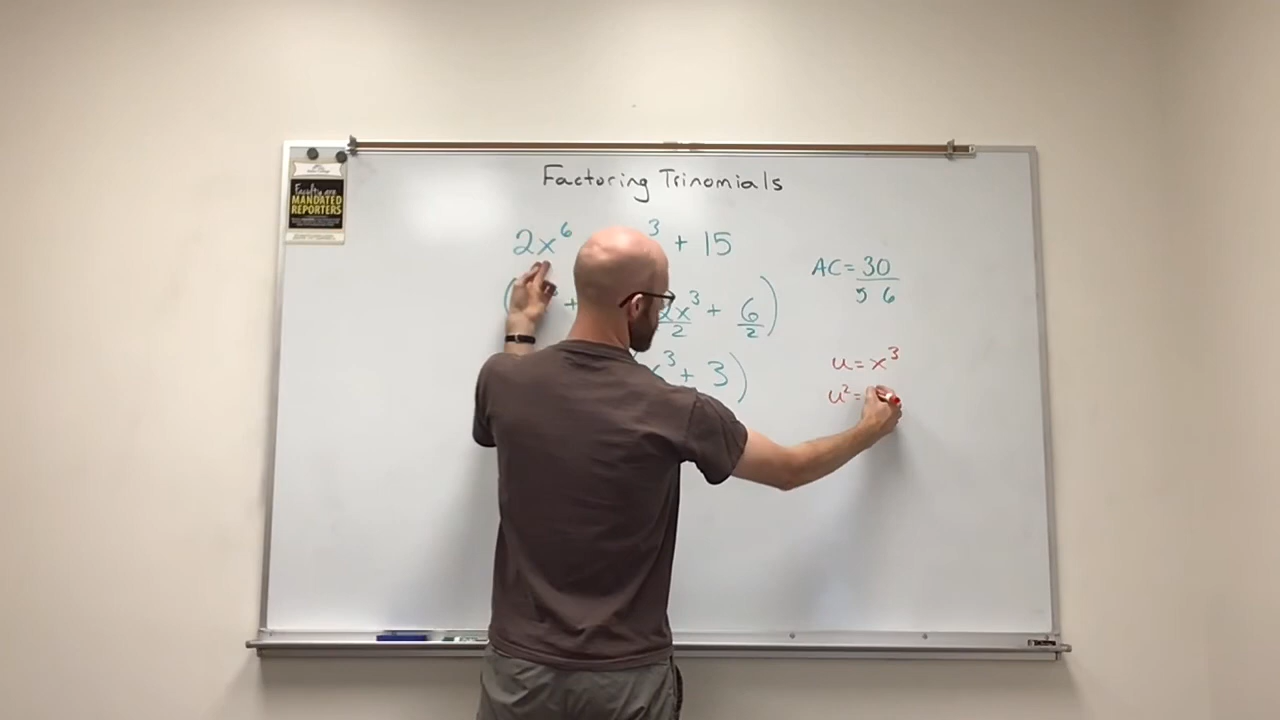 Factoring Trinomials
Faculty are
MANDATED
REPORTERS
2x⁶ ³ + 15
( + 2x³/2 + 6/2)
³ + 3)
AC = 30
5 6
u = x³
u² =